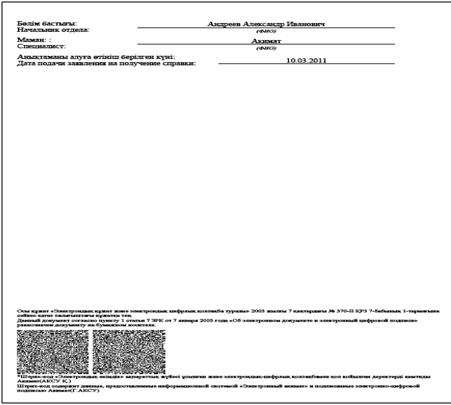 Бөлім бастығы: Андреев Александр Иванович
Начальник отдела: (ФИО)
Маман: : Акимат
Специалист: (ФИО)
Анықтаманы алуға өтініш берілген күні:
Дата подачи заявления на получение справки: 10.03.2011
Осы құжат «Электрондық құжат және электрондық цифрлық қолтаңба туралы» 2003 жылғы 7 қаңтардағы № 370-II ҚРЗ 7-бабының 1-тармағына
сәйкес қағаз тасығыштағы құжатқа тең
Данный документ согласно пункту 1 статьи 7 ЗРК от 7 января 2003 года «Об электронном документе и электронной цифровой подписи»
равнозначен документу на бумажном носителе.
*Штрих-код «Электрондық әкімдік» ақпараттық жүйесі ұсынған және электрондық-цифрлық қолтаңбамен қол қойылған деректерді қамтиды
Акимат(АКСУ Қ.)
Штрих-код содержит данные, предоставленные информационной системой «Электронный акимат» и подписанные электронно-цифровой
подписью Акимат(Г.АКСУ)